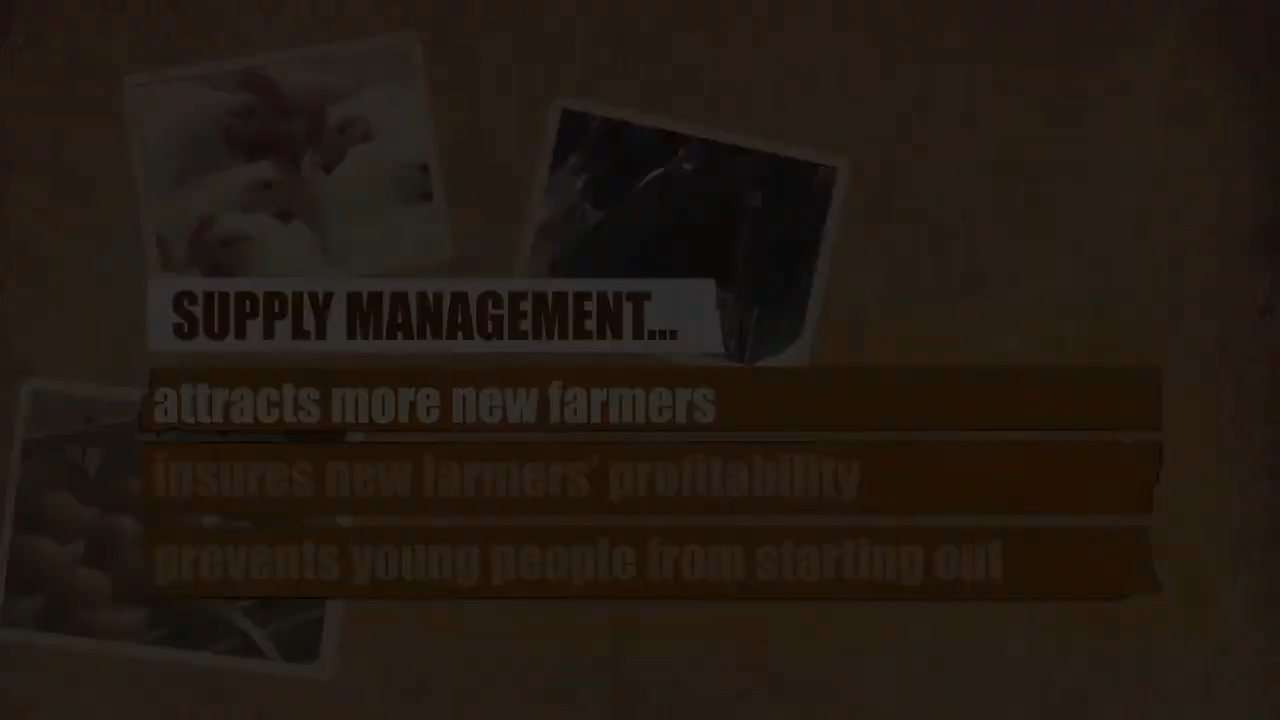 SUPPLY MANAGEMENT...
attracts more new farmers
insures new farmers' profitability
prevents young people from starting out